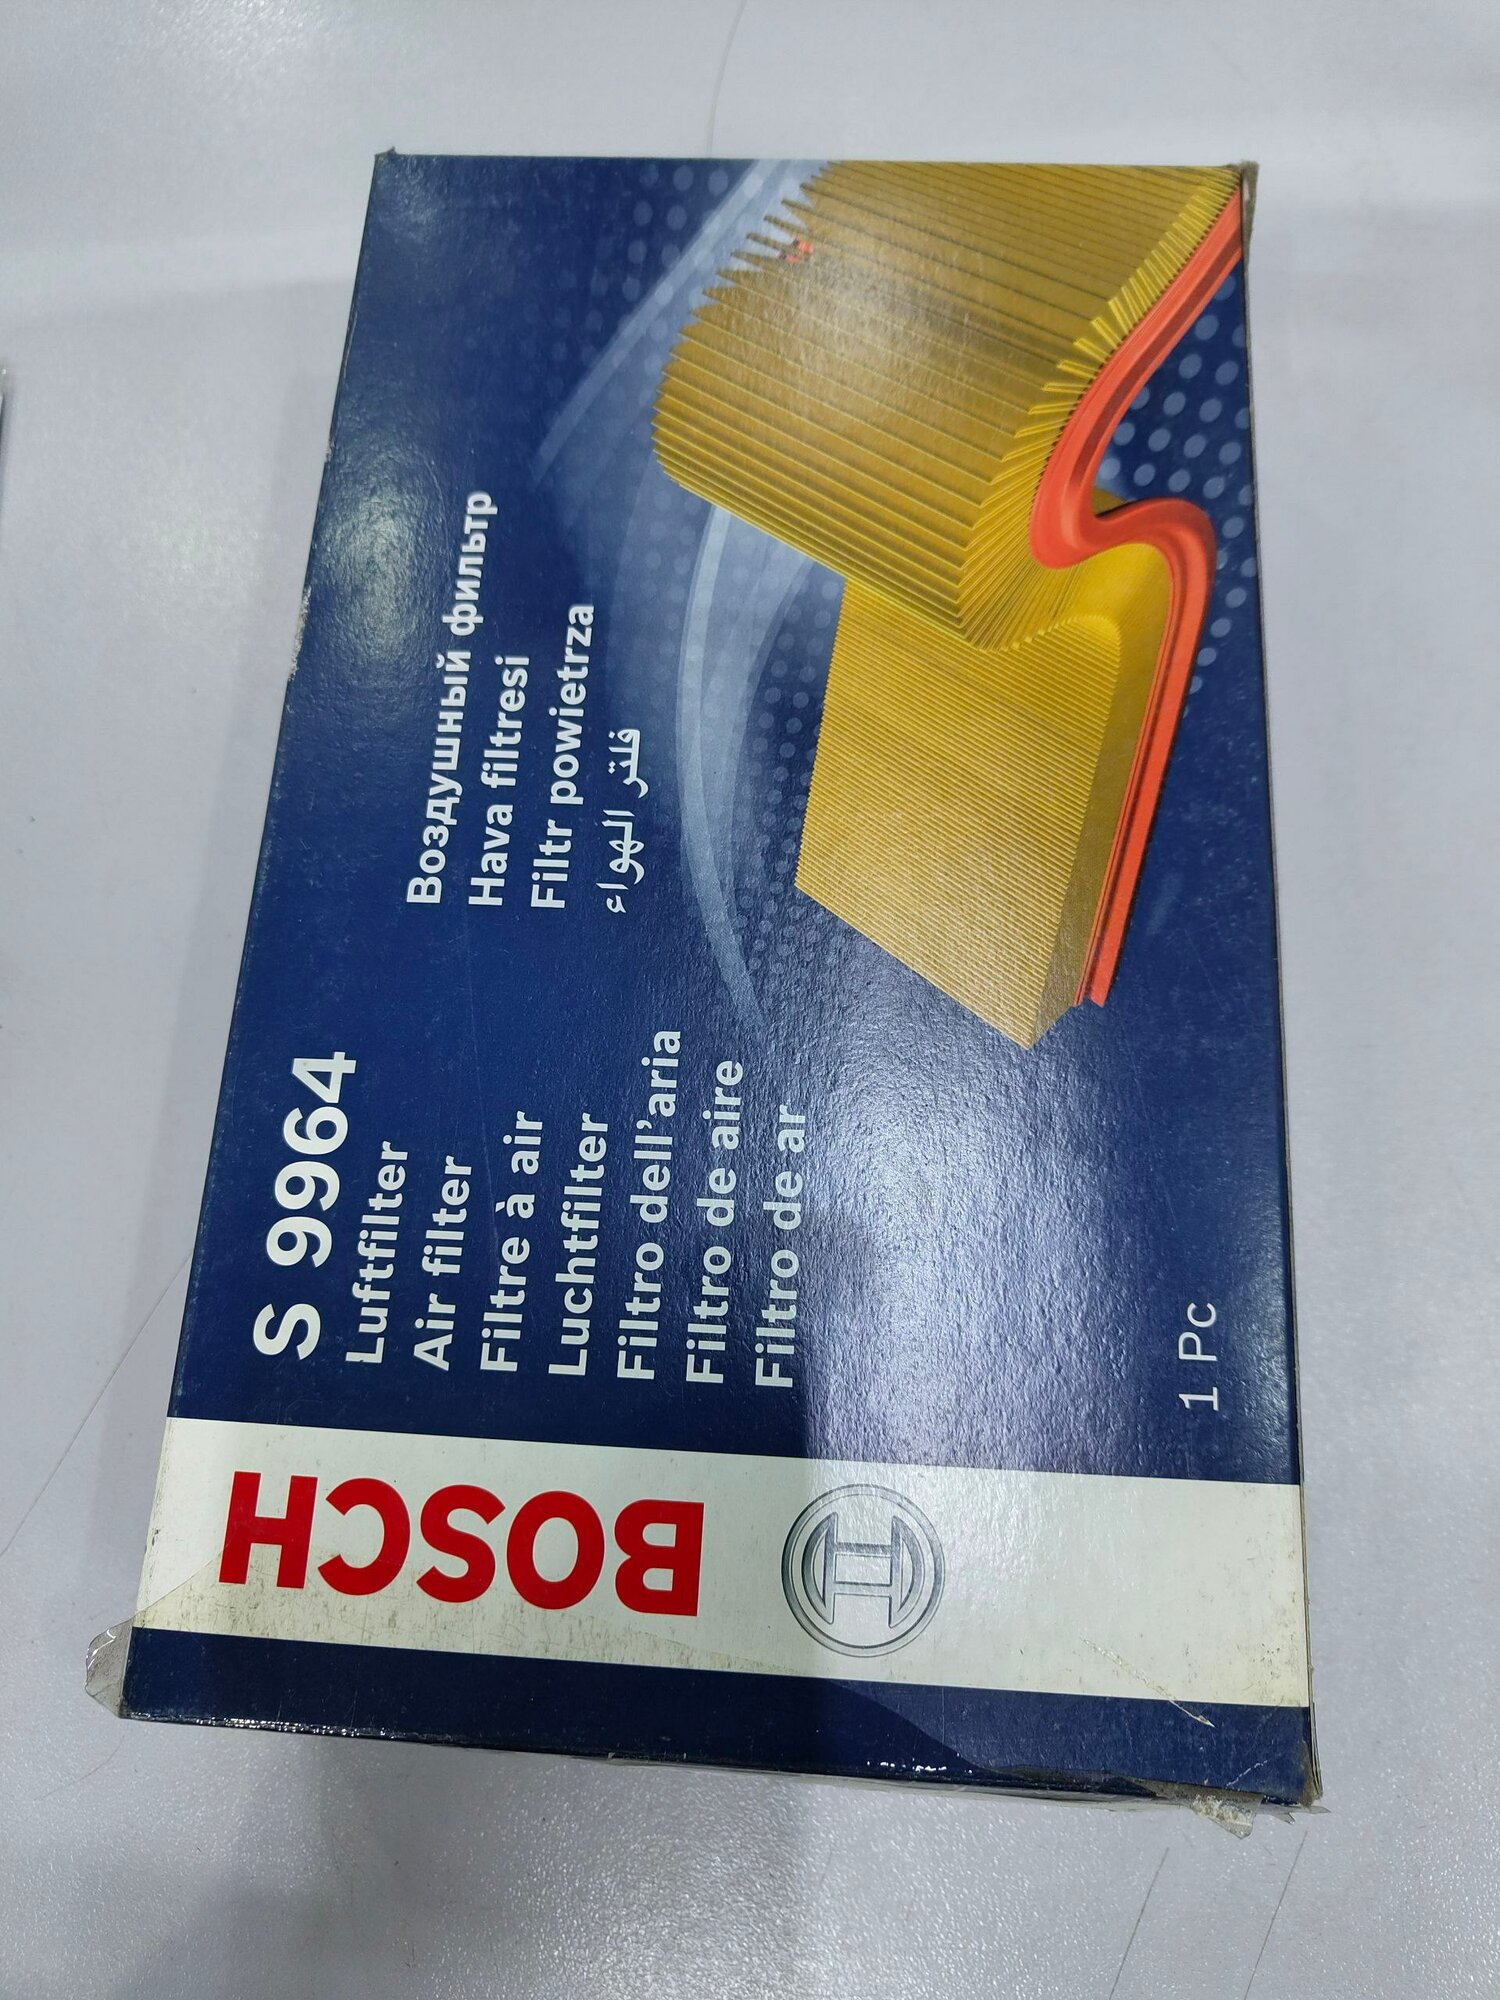 BOSCH
S 9964
Luftfilter
Air filter
Filtre à air
Luchtfilter
Filtro dell'aria
Filtro de aire
Filtro de ar
Воздушный фильтр
Hava filtresi
Filtr powietrza
فلتر الهواء
1 Pc